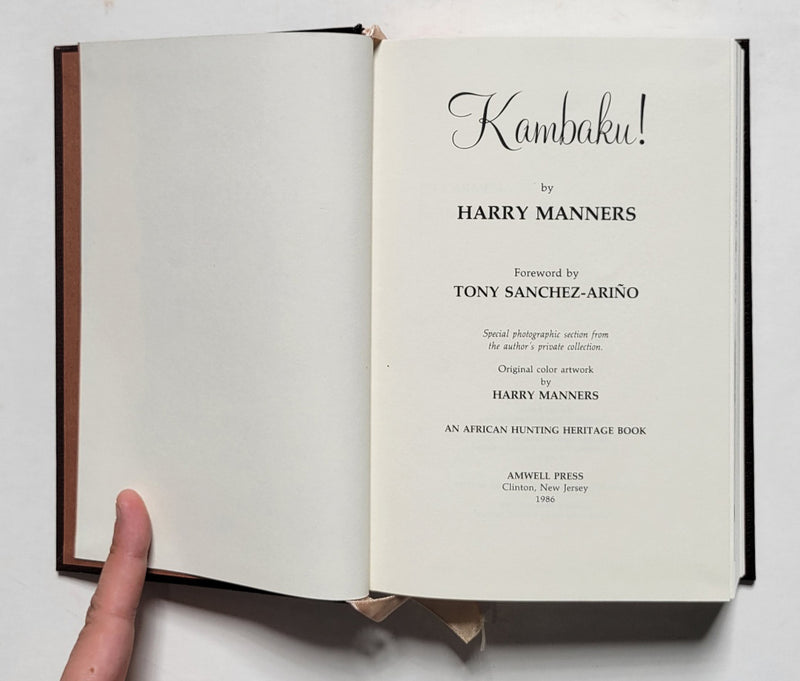 Kambaku!
by
HARRY MANNERS
Foreword by
TONY SANCHEZ-ARIÑO
Special photographic section from
the author's private collection.
Original color artwork
by
HARRY MANNERS
AN AFRICAN HUNTING HERITAGE BOOK
AMWELL PRESS
Clinton, New Jersey
1986